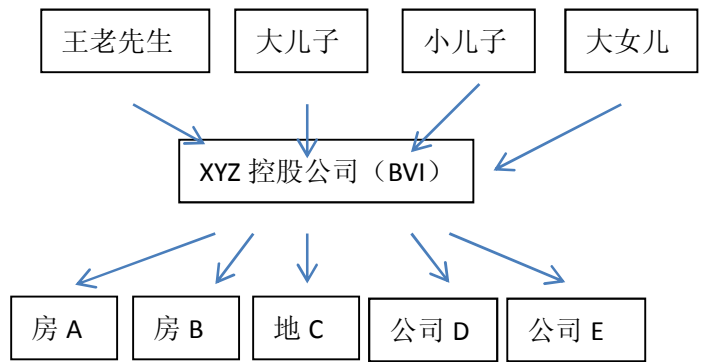 王老先生
大儿子
小儿子
大女儿
XYZ 控股公司（BVI）
房 A
房 B
地 C
公司 D
公司 E